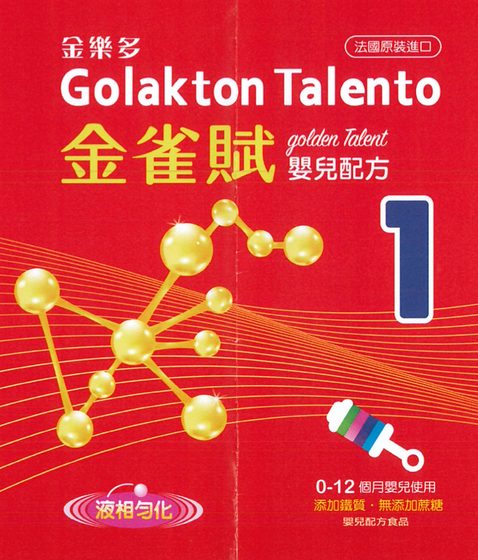 金樂多
法國原裝進口
Golakton Talento
金雀賦
golden Talent
嬰兒配方
1
0-12 個月嬰兒使用
添加鐵質·無添加蔗糖
嬰兒配方食品
液相勻化